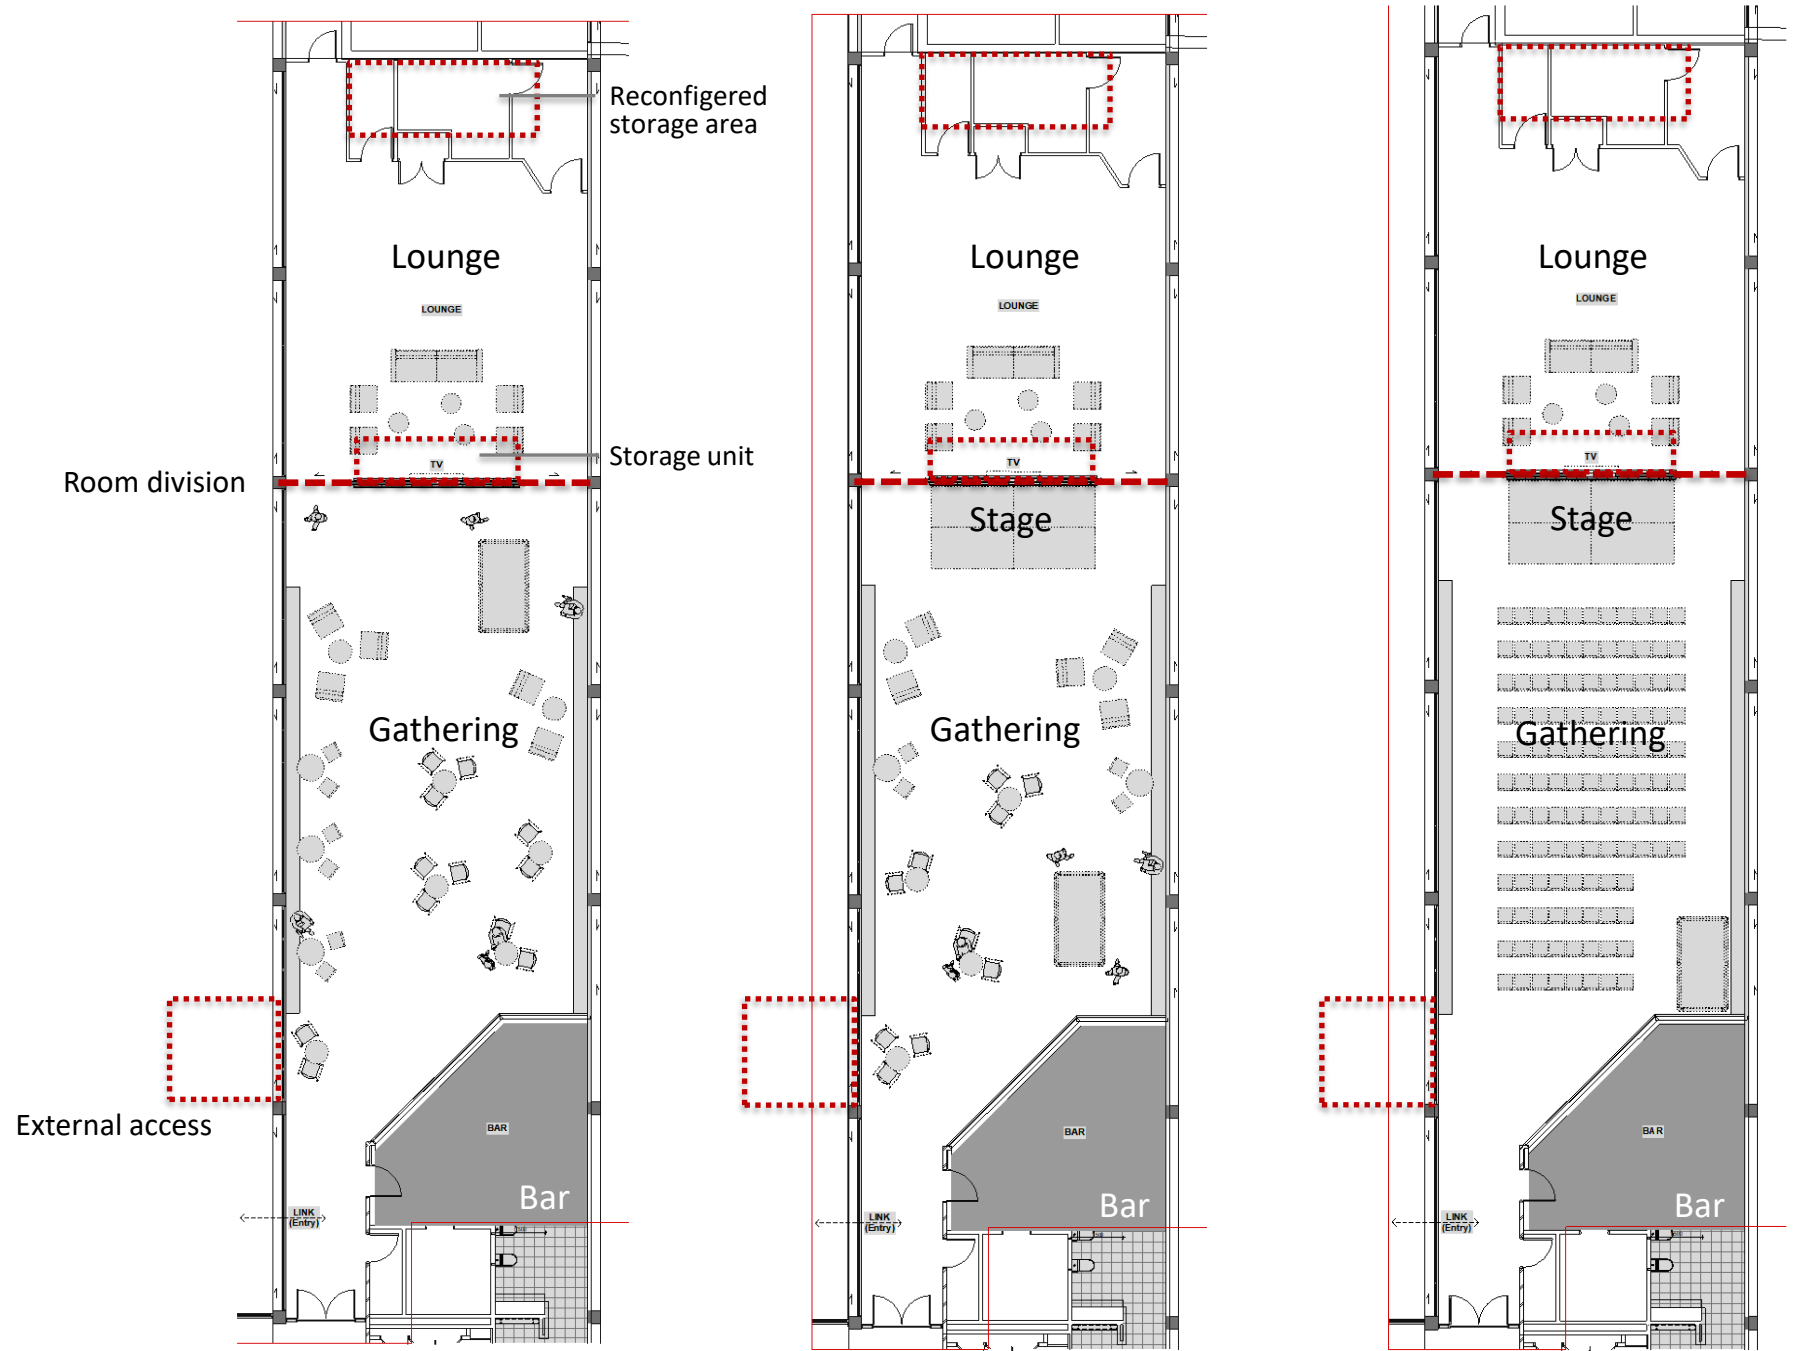 Reconfigered
storage area
Lounge
LOUNGE
TV
Storage unit
Room division
Gathering
External access
BAR
Bar
LINK
(Entry)
Lounge
LOUNGE
TV
Stage
Gathering
BAR
Bar
LINK
(Entry)
Lounge
LOUNGE
TV
Stage
Gathering
BAR
Bar
LINK
(Entry)